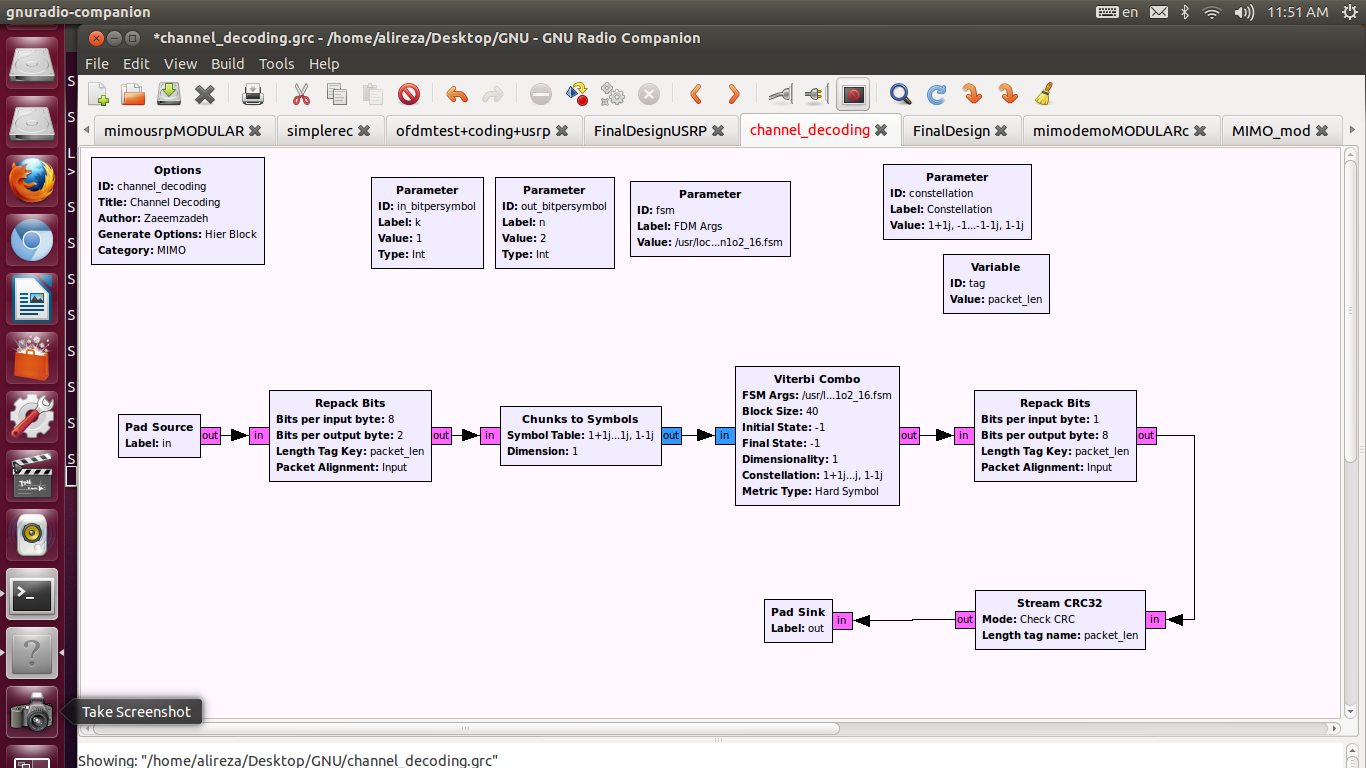 gnuradio-companion
en
11:51 AM
*channel_decoding.grc - /home/alireza/Desktop/GNU - GNU Radio Companion
File Edit View Build Tools Help
mimousrpMODULAR
simplerec
ofdmtest+coding+usrp
FinalDesignUSRP
channel_decoding
FinalDesign
mimodemoMODULARc
MIMO_mod
Options
ID: channel_decoding
Title: Channel Decoding
Author: Zaeemzadeh
Generate Options: Hier Block
Category: MIMO
Parameter
ID: in_bitpersymbol
Label: k
Value: 1
Type: Int
Parameter
ID: out_bitpersymbol
Label: n
Value: 2
Type: Int
Parameter
ID: fsm
Label: FDM Args
Value: /usr/loc...n1o2_16.fsm
Parameter
ID: constellation
Label: Constellation
Value: 1+1j, -1...-1-1j, 1-1j
Variable
ID: tag
Value: packet_len
Pad Source
Label: in
out
in
Repack Bits
Bits per input byte: 8
Bits per output byte: 2
Length Tag Key: packet_len
Packet Alignment: Input
out
in
Chunks to Symbols
Symbol Table: 1+1j...1j, 1-1j
Dimension: 1
out
in
Viterbi Combo
FSM Args: /usr/l...1o2_16.fsm
Block Size: 40
Initial State: -1
Final State: -1
Dimensionality: 1
Constellation: 1+1j...j, 1-1j
Metric Type: Hard Symbol
out
in
Repack Bits
Bits per input byte: 1
Bits per output byte: 8
Length Tag Key: packet_len
Packet Alignment: Input
out
Pad Sink
Label: out
in
out
Stream CRC32
Mode: Check CRC
Length tag name: packet_len
in
Take Screenshot
Showing: "/home/alireza/Desktop/GNU/channel_decoding.grc"